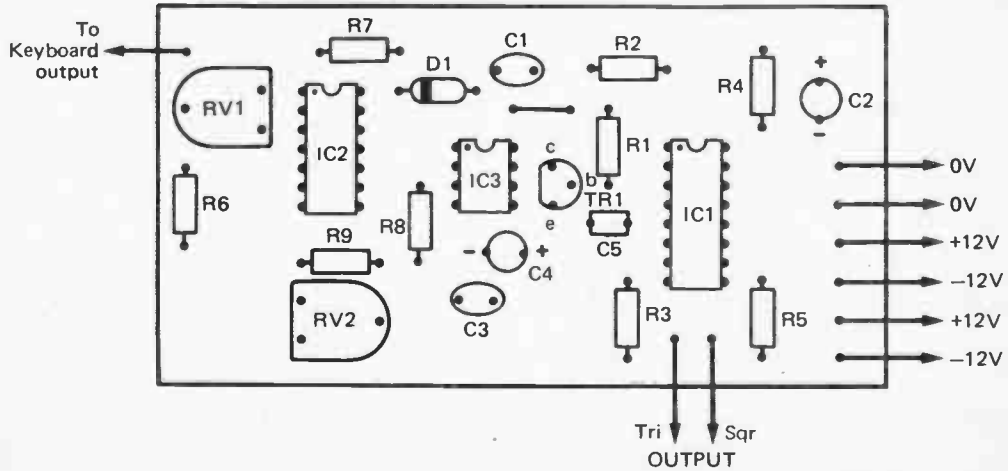 To
Keyboard
output
R7
C1
R2
D1
R4
+
C2
-
RV1
IC2
IC3
c
b
TR1
e
R1
IC1
C5
R6
R8
R9
-
+
C4
RV2
C3
R3
R5
0V
0V
+12V
-12V
+12V
-12V
Tri Sqr
OUTPUT